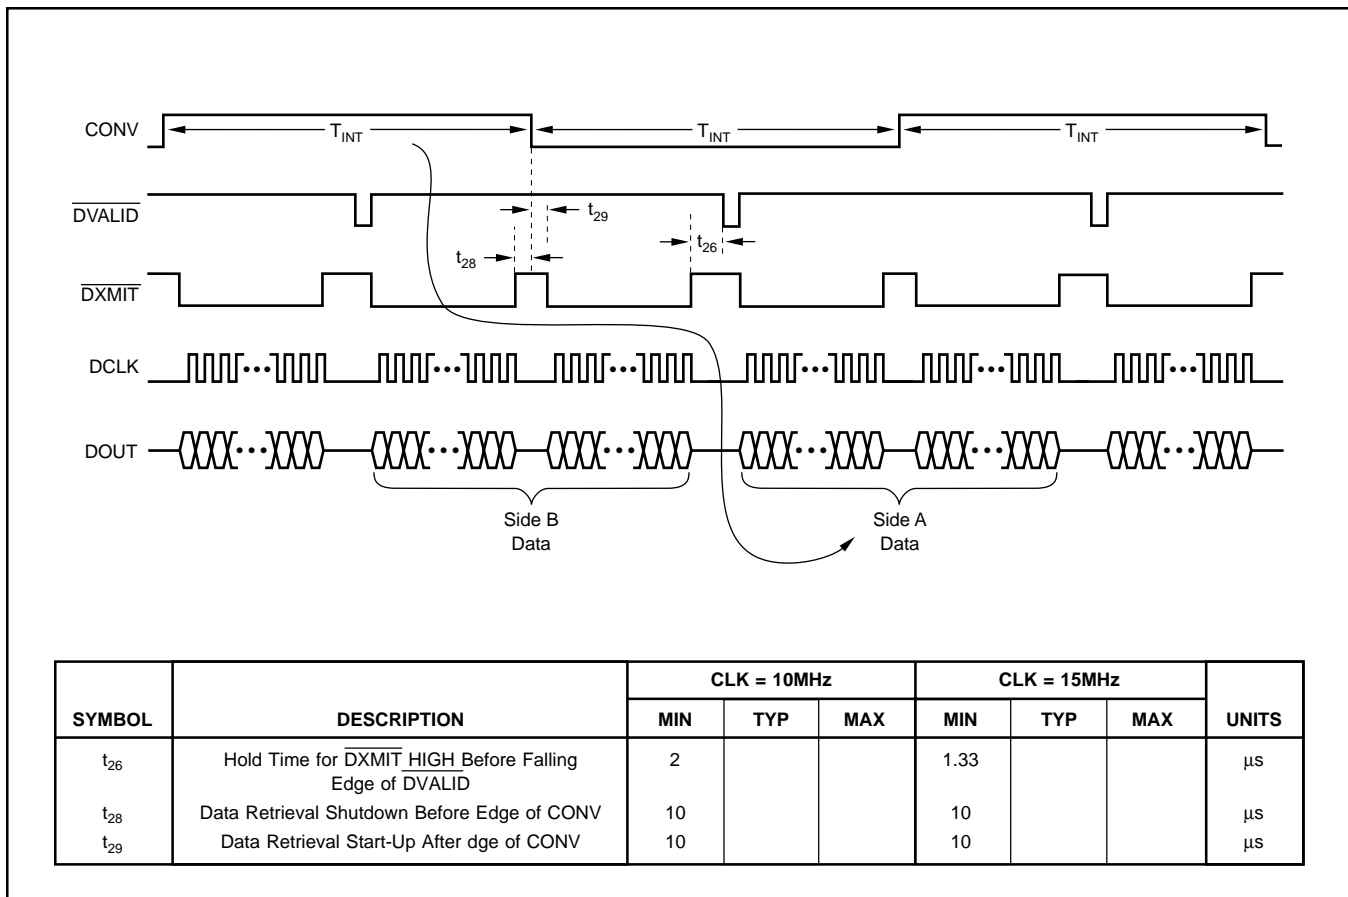 CONV
T_INT T_INT T_INT
DVALID
t_29
t_26
t_28
DXMIT
DCLK
DOUT
Side B
Data
Side A
Data
CLK = 10MHz CLK = 15MHz
SYMBOL DESCRIPTION MIN TYP MAX MIN TYP MAX UNITS
t_26 Hold Time for DXMIT HIGH Before Falling 2 1.33 μs
Edge of DVALID
t_28 Data Retrieval Shutdown Before Edge of CONV 10 10 μs
t_29 Data Retrieval Start-Up After dge of CONV 10 10 μs